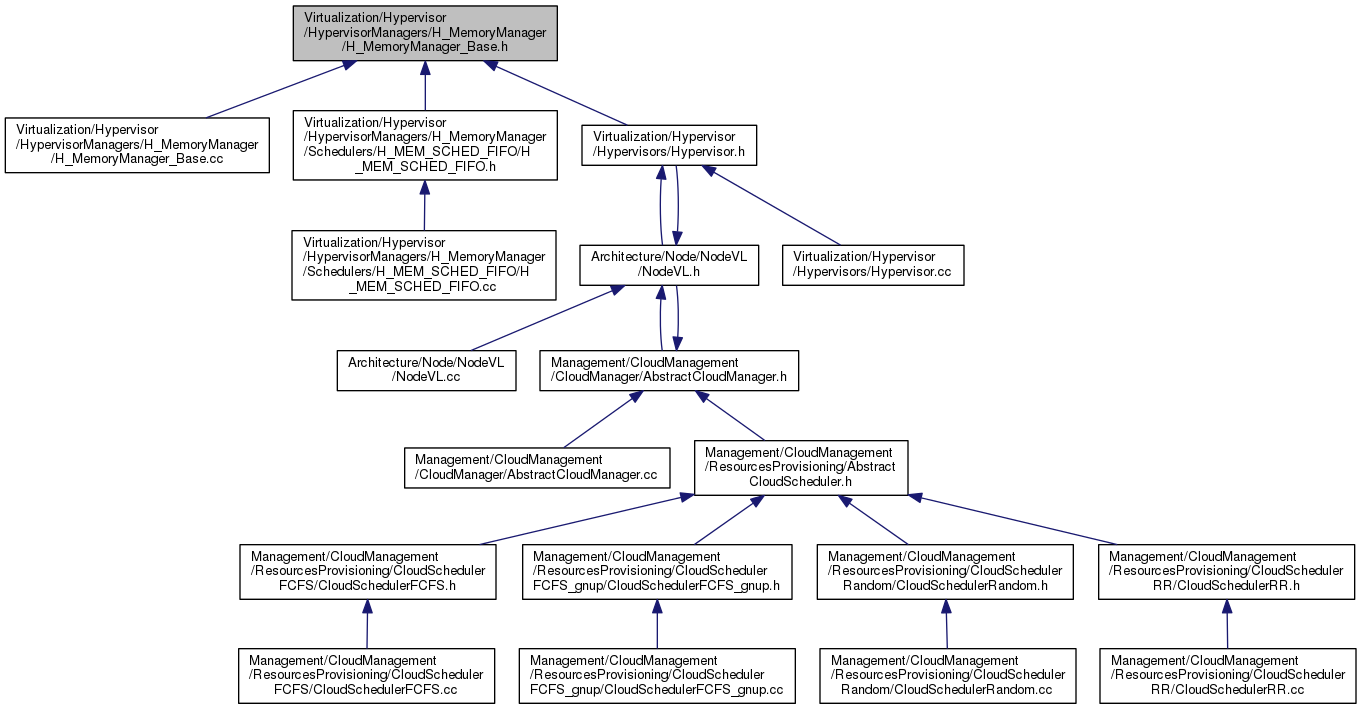 Virtualization/Hypervisor
/HypervisorManagers/H_MemoryManager
/H_MemoryManager_Base.h
Virtualization/Hypervisor
/HypervisorManagers/H_MemoryManager
/H_MemoryManager_Base.cc
Virtualization/Hypervisor
/HypervisorManagers/H_MemoryManager
/Schedulers/H_MEM_SCHED_FIFO/H
_MEM_SCHED_FIFO.h
Virtualization/Hypervisor
/Hypervisors/Hypervisor.h
Virtualization/Hypervisor
/HypervisorManagers/H_MemoryManager
/Schedulers/H_MEM_SCHED_FIFO/H
_MEM_SCHED_FIFO.cc
Architecture/Node/NodeVL
/NodeVL.h
Virtualization/Hypervisor
/Hypervisors/Hypervisor.cc
Architecture/Node/NodeVL
/NodeVL.cc
Management/CloudManagement
/CloudManager/AbstractCloudManager.h
Management/CloudManagement
/CloudManager/AbstractCloudManager.cc
Management/CloudManagement
/ResourcesProvisioning/Abstract
CloudScheduler.h
Management/CloudManagement
/ResourcesProvisioning/CloudScheduler
FCFS/CloudSchedulerFCFS.h
Management/CloudManagement
/ResourcesProvisioning/CloudScheduler
FCFS_gnup/CloudSchedulerFCFS_gnup.h
Management/CloudManagement
/ResourcesProvisioning/CloudScheduler
Random/CloudSchedulerRandom.h
Management/CloudManagement
/ResourcesProvisioning/CloudScheduler
RR/CloudSchedulerRR.h
Management/CloudManagement
/ResourcesProvisioning/CloudScheduler
FCFS/CloudSchedulerFCFS.cc
Management/CloudManagement
/ResourcesProvisioning/CloudScheduler
FCFS_gnup/CloudSchedulerFCFS_gnup.cc
Management/CloudManagement
/ResourcesProvisioning/CloudScheduler
Random/CloudSchedulerRandom.cc
Management/CloudManagement
/ResourcesProvisioning/CloudScheduler
RR/CloudSchedulerRR.cc